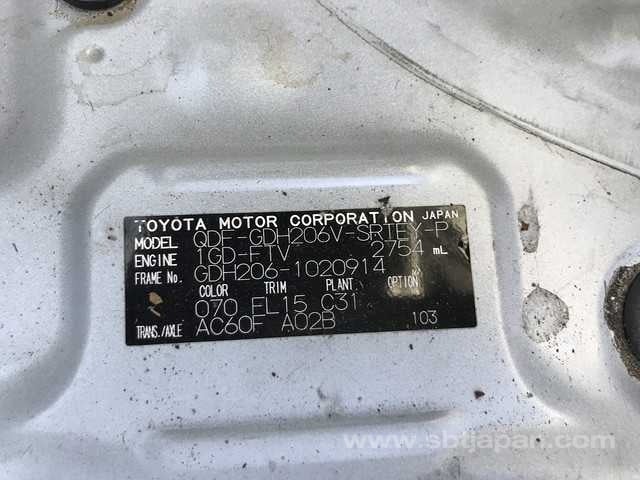 TOYOTA MOTOR CORPORATION JAPAN
MODEL QDF-GDH206V-SRTEY-P
ENGINE 1GD-FTV 2754 mL
FRAME No. GDH206-1020914
COLOR TRIM PLANT OPTION
070 FL15 C31
TRANS./AXLE AC60F A02B 103
www.sbtjapan.com